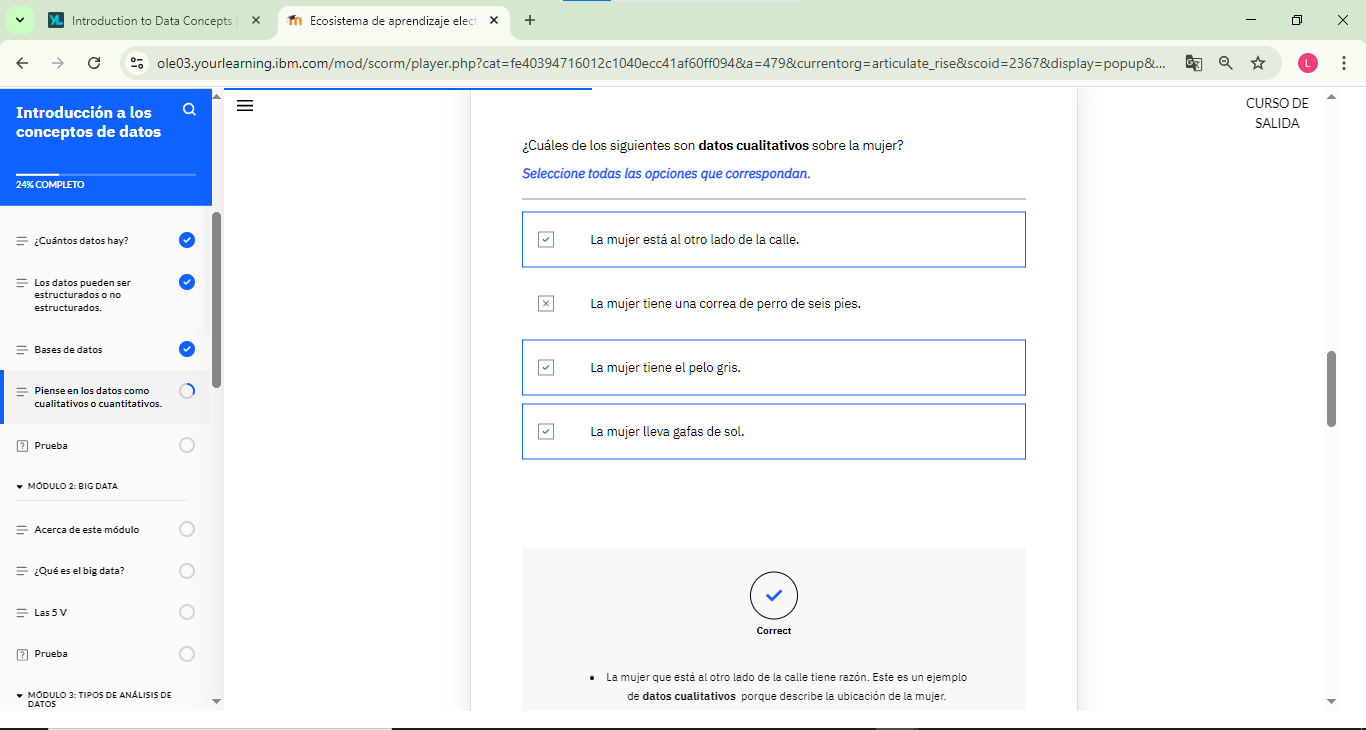 Introduction to Data Concepts |
Ecosistema de aprendizaje elect
ole03.yourlearning.ibm.com/mod/scorm/player.php?cat=fe40394716012c1040ecc41af60ff094&a=479&currentorg=articulate_rise&scoid=2367&display=popup&...
L
Introducción a los
conceptos de datos
24% COMPLETO
¿Cuántos datos hay?
Los datos pueden ser
estructurados o no
estructurados.
Bases de datos
Piense en los datos como
cualitativos o cuantitativos.
Prueba
MÓDULO 2: BIG DATA
Acerca de este módulo
¿Qué es el big data?
Las 5 V
Prueba
MÓDULO 3: TIPOS DE ANÁLISIS DE
DATOS
CURSO DE
SALIDA
¿Cuáles de los siguientes son datos cualitativos sobre la mujer?
Seleccione todas las opciones que correspondan.
La mujer está al otro lado de la calle.
La mujer tiene una correa de perro de seis pies.
La mujer tiene el pelo gris.
La mujer lleva gafas de sol.
Correct
• La mujer que está al otro lado de la calle tiene razón. Este es un ejemplo
de datos cualitativos porque describe la ubicación de la mujer.